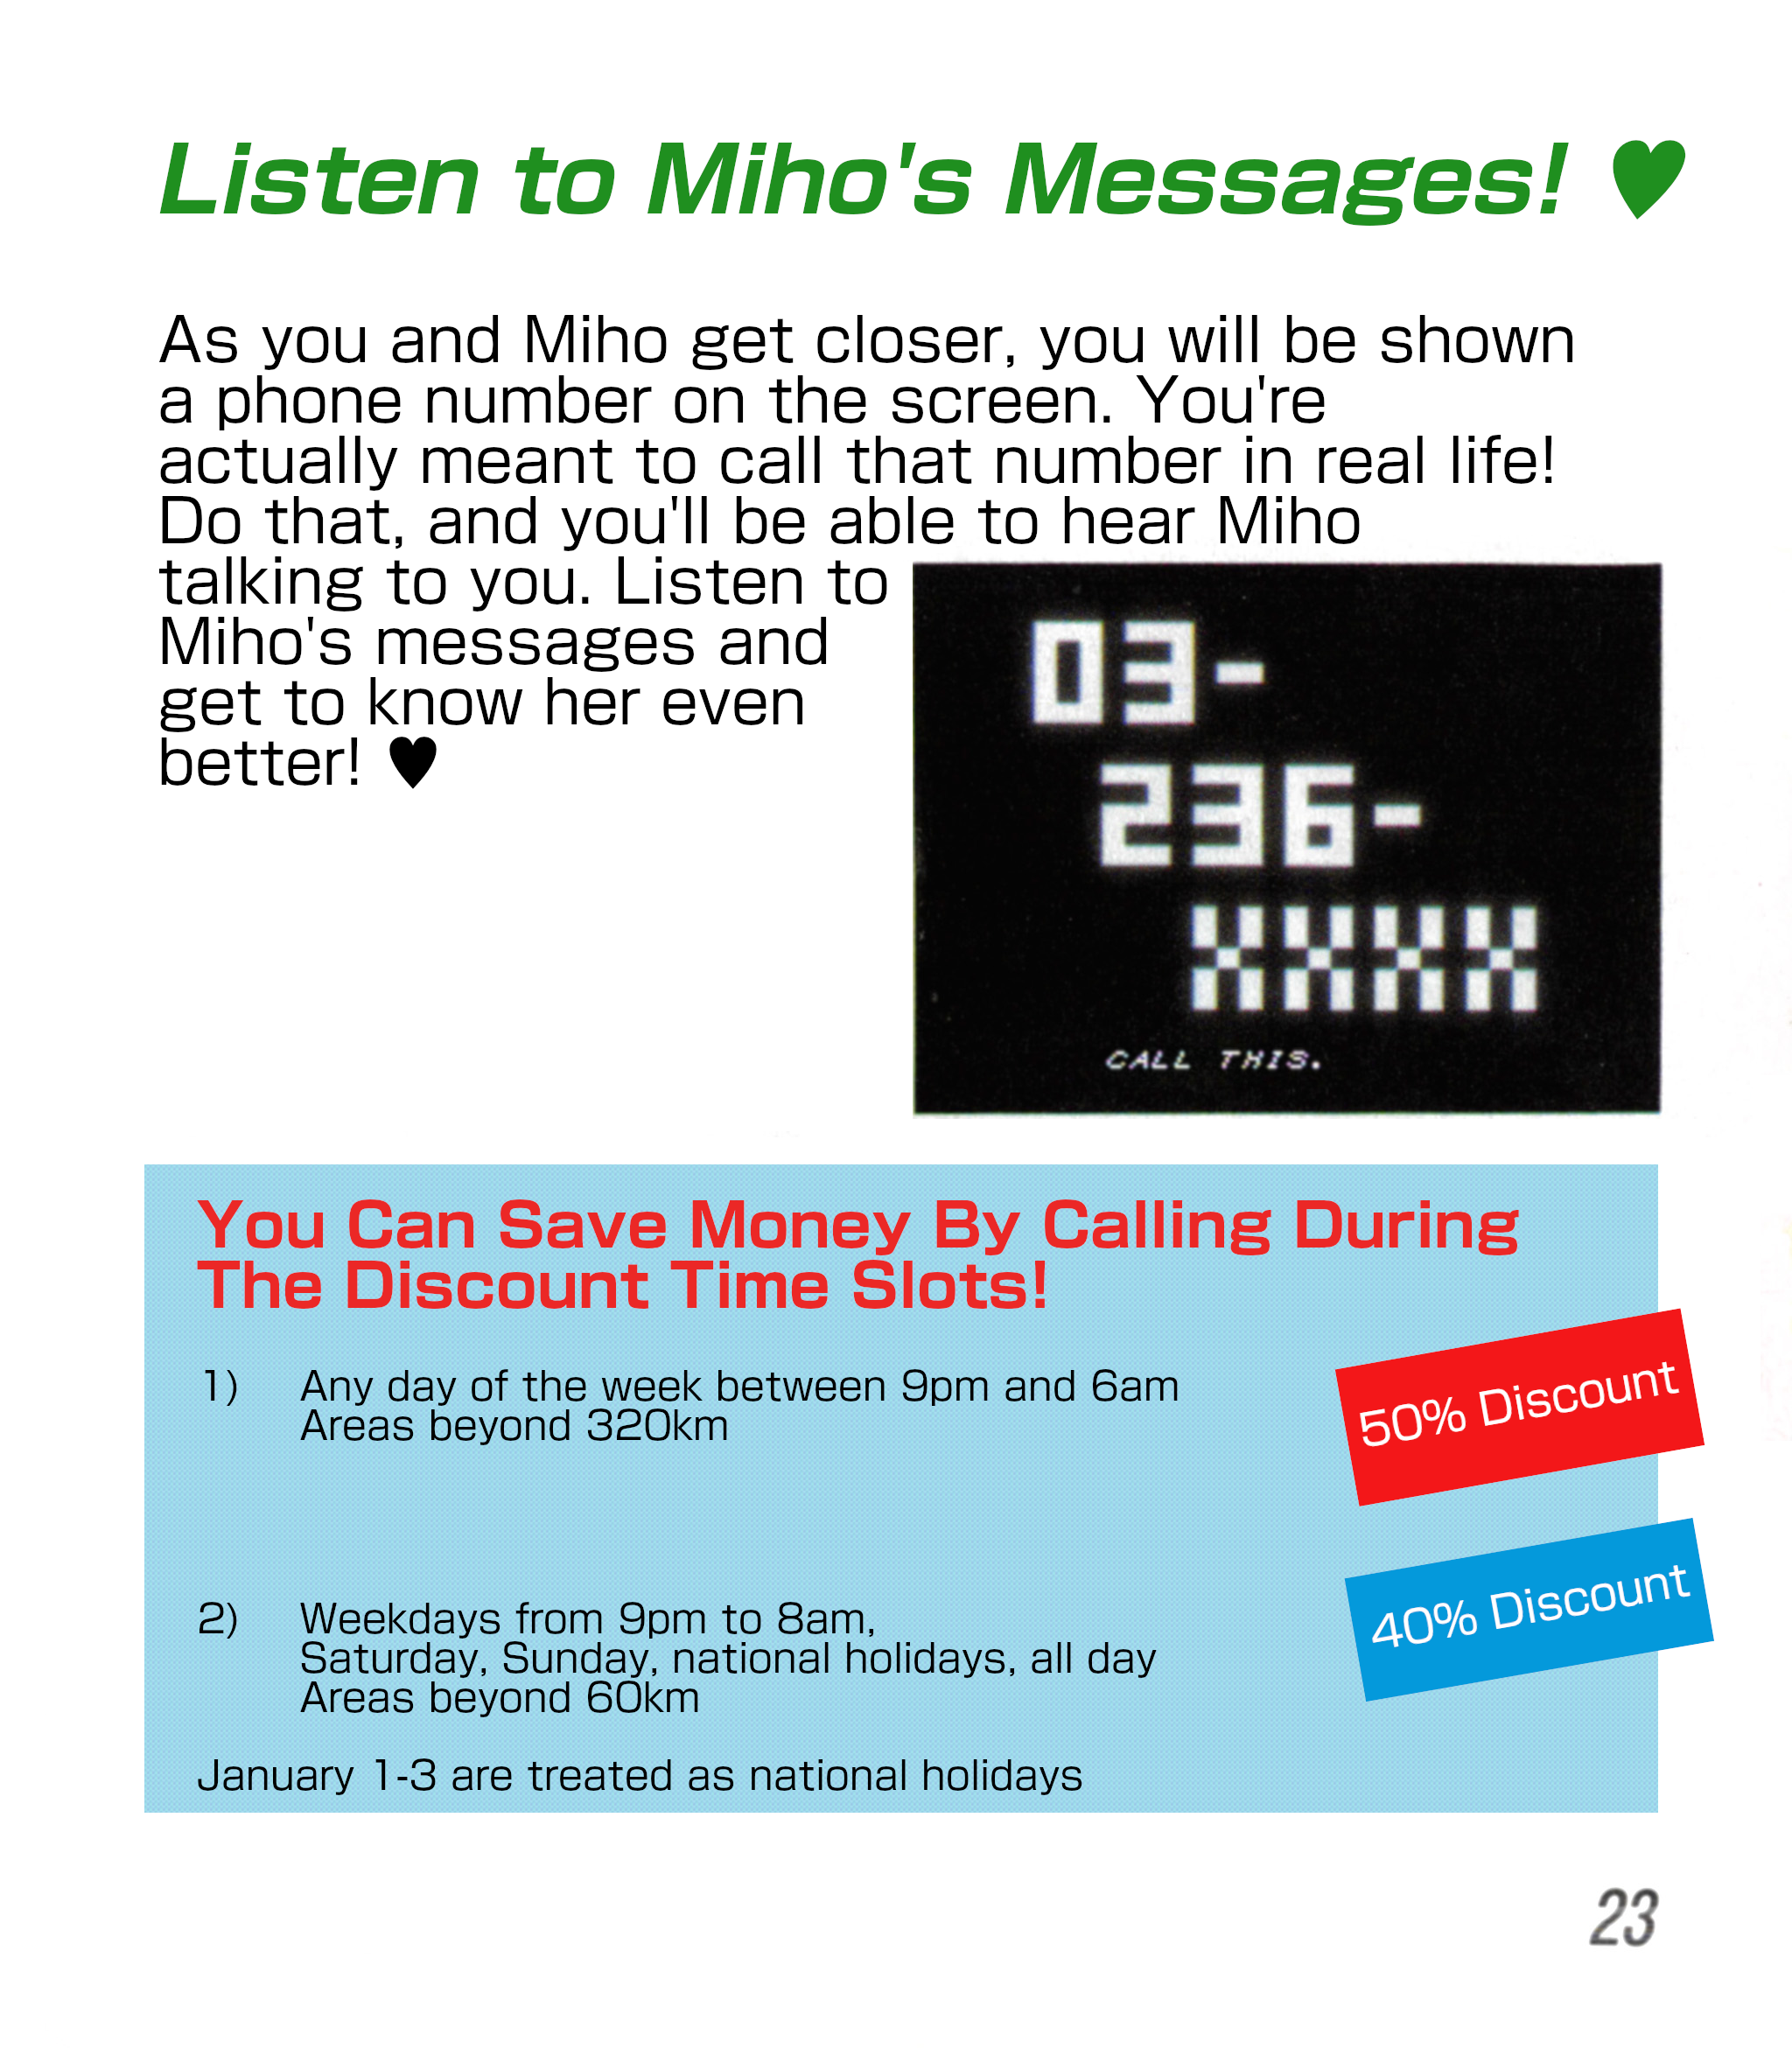 Listen to Miho's Messages! ♥
As you and Miho get closer, you will be shown
a phone number on the screen. You're
actually meant to call that number in real life!
Do that, and you'll be able to hear Miho
talking to you. Listen to
Miho's messages and
get to know her even
better! ♥
03-
236-
XXXX
CALL THIS.
You Can Save Money By Calling During
The Discount Time Slots!
1) Any day of the week between 9pm and 6am
Areas beyond 320km
50% Discount
2) Weekdays from 9pm to 8am,
Saturday, Sunday, national holidays, all day
Areas beyond 60km
40% Discount
January 1-3 are treated as national holidays
23